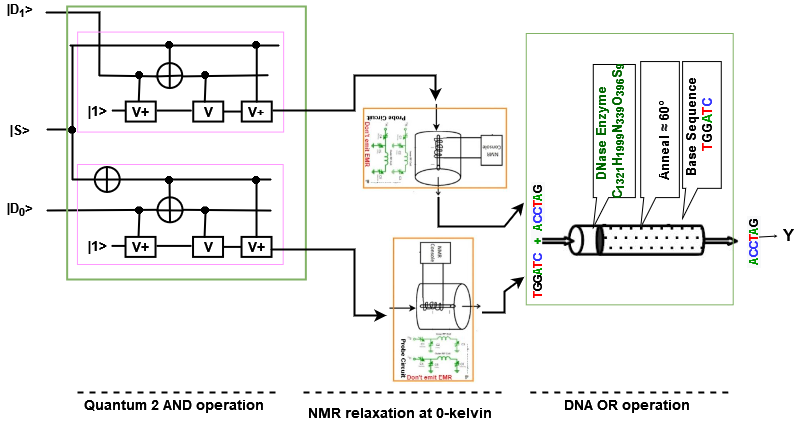 |D₁>
|1>
V+
V
V+
|S>
|D₀>
|1>
V+
V
V+
Probe Circuit
Don't emit EMR
NMR
Console
NMR
Console
Probe Circuit
Don't emit EMR
DNase Enzyme
C₁₃₂₁H₁₉₉₉N₃₃₉O₃₉₆S₉
Anneal ≈ 60°
Base Sequence
TGGATC
TGGATC + ACCTAG
ACCTAG
Y
Quantum 2 AND operation
NMR relaxation at 0-kelvin
DNA OR operation